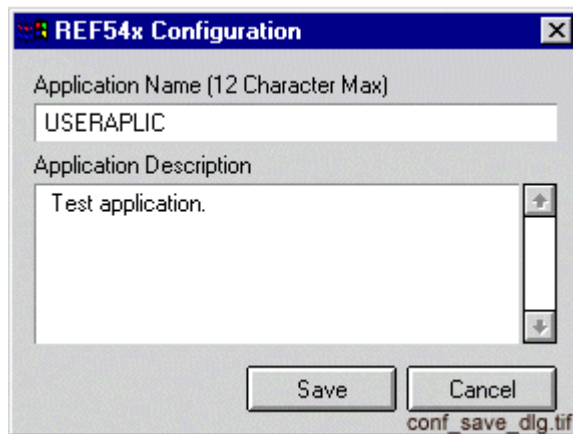 REF54x Configuration
Application Name (12 Character Max)
USERAPLIC
Application Description
Test application.
Save Cancel
conf_save_dlg.tif